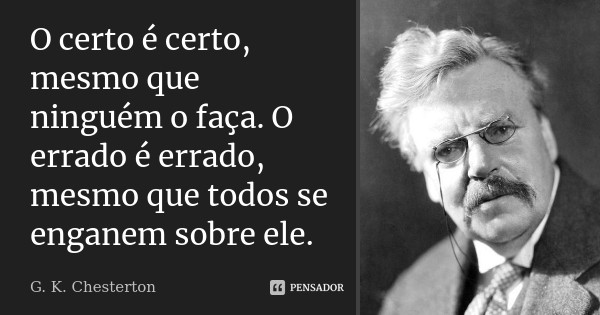 O certo é certo,
mesmo que
ninguém o faça. O
errado é errado,
mesmo que todos se
enganem sobre ele.
G. K. Chesterton
PENSADOR